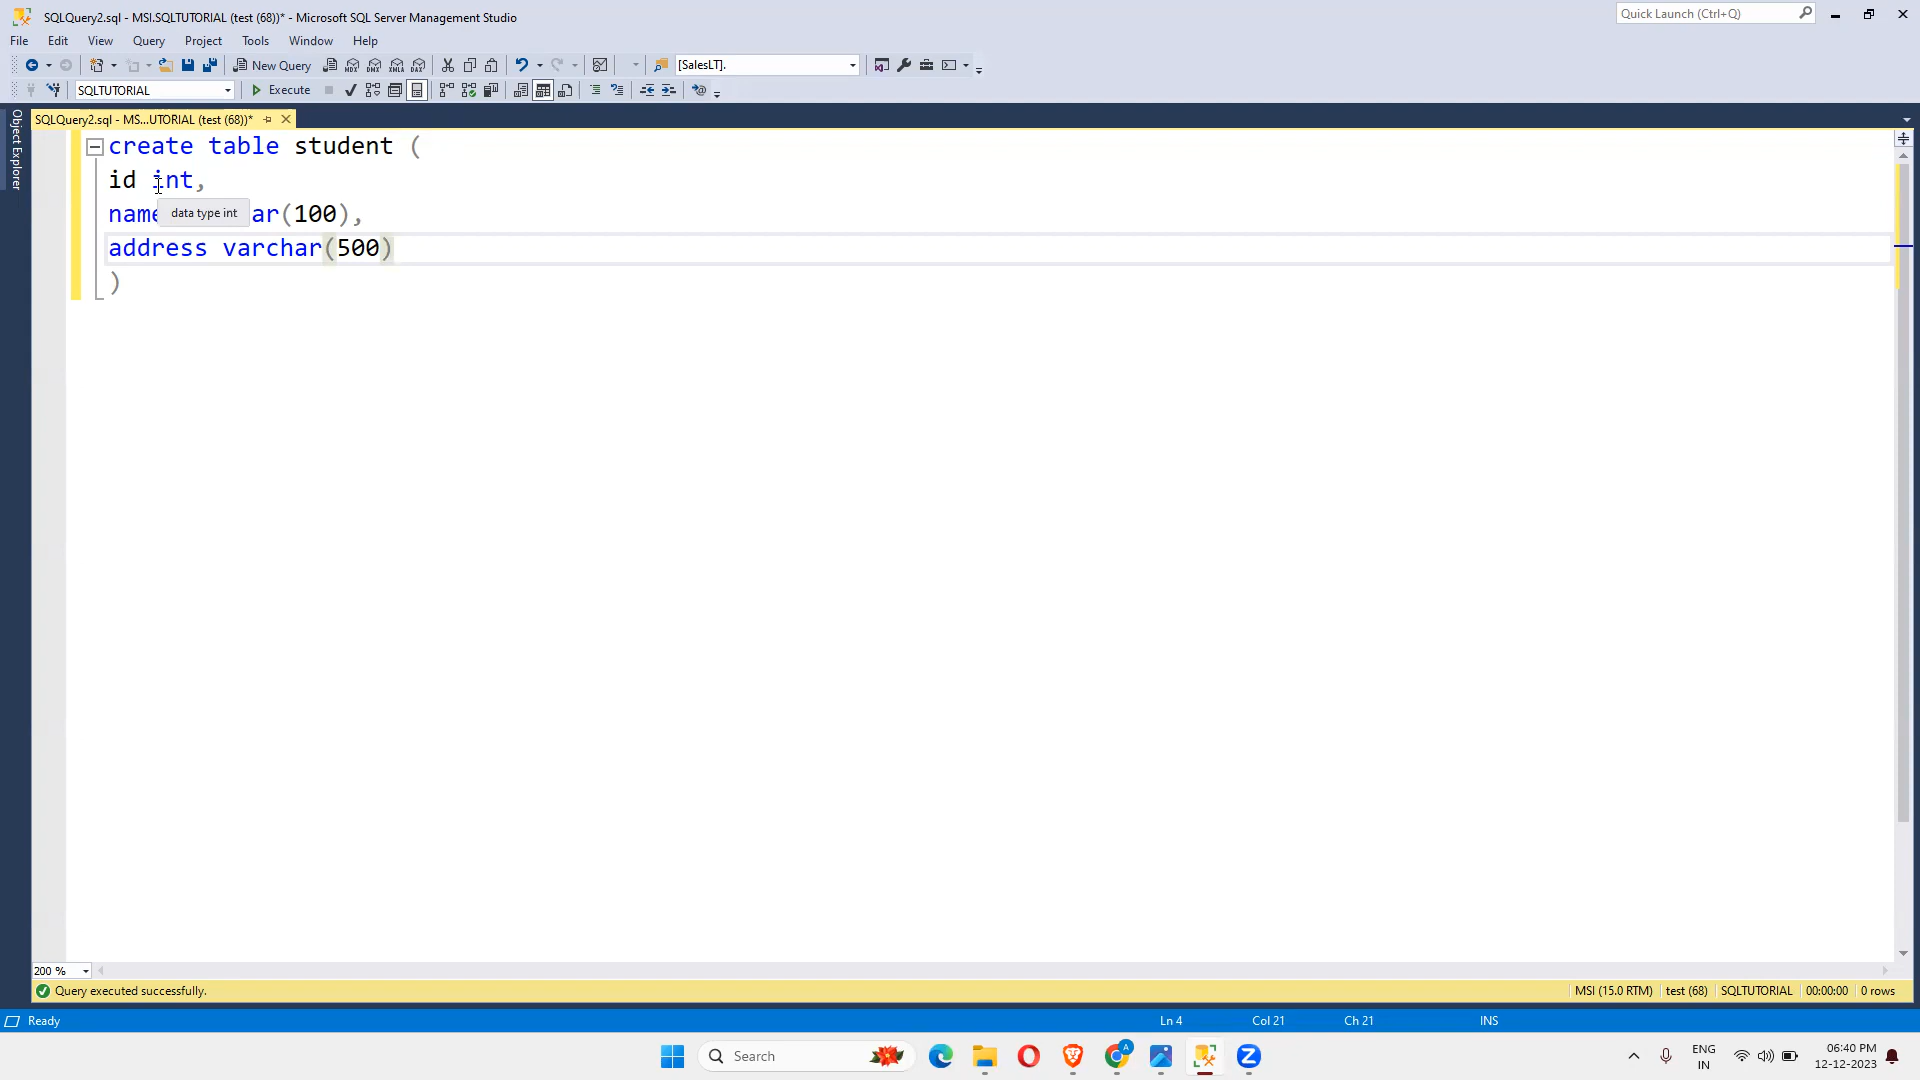 SQLQuery2.sql - MSI.SQLTUTORIAL (test (68))* - Microsoft SQL Server Management Studio
Quick Launch (Ctrl+Q)
File Edit View Query Project Tools Window Help
New Query
[SalesLT].
SQLTUTORIAL
Execute
Object Explorer
SQLQuery2.sql - MS...UTORIAL (test (68))*
create table student (
id int,
name ar(100),
data type int
address varchar(500)
)
200 %
Query executed successfully.
MSI (15.0 RTM) test (68) SQLTUTORIAL 00:00:00 0 rows
Ready
Ln 4 Col 21 Ch 21 INS
Search
ENG
IN
06:40 PM
12-12-2023